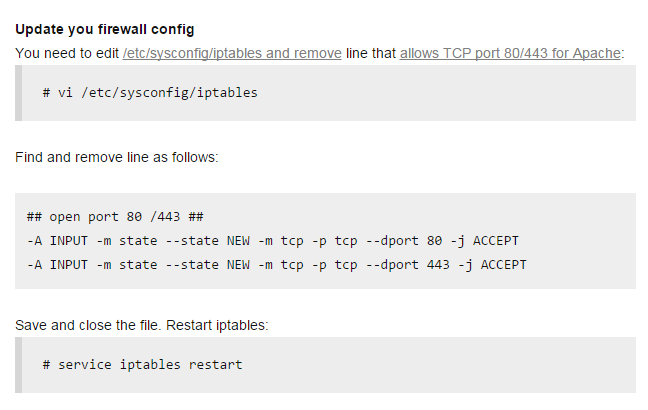 Update you firewall config
You need to edit /etc/sysconfig/iptables and remove line that allows TCP port 80/443 for Apache:
# vi /etc/sysconfig/iptables
Find and remove line as follows:
## open port 80 /443 ##
-A INPUT -m state --state NEW -m tcp -p tcp --dport 80 -j ACCEPT
-A INPUT -m state --state NEW -m tcp -p tcp --dport 443 -j ACCEPT
Save and close the file. Restart iptables:
# service iptables restart